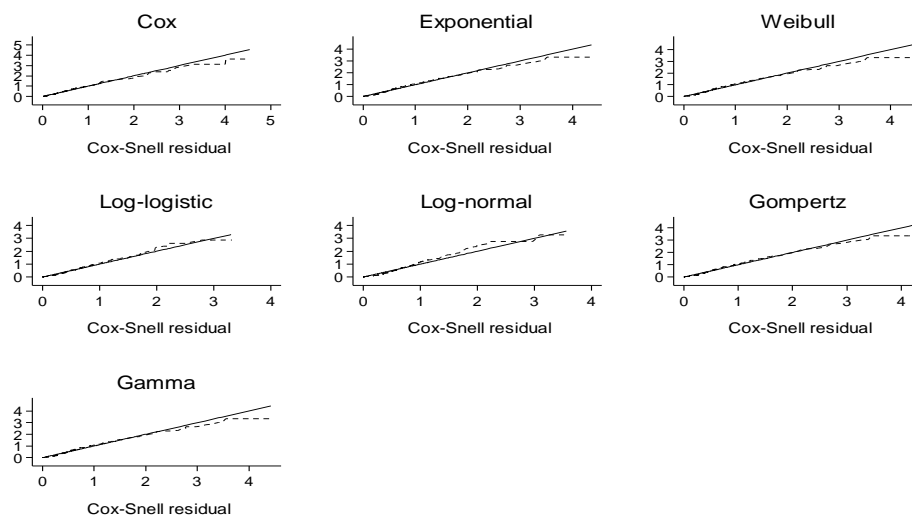 Cox
Exponential
Weibull
5
4
3
2
1
0
0 1 2 3 4 5
Cox-Snell residual
4
3
2
1
0
0 1 2 3 4
Cox-Snell residual
4
3
2
1
0
0 1 2 3 4
Cox-Snell residual
Log-logistic
Log-normal
Gompertz
4
3
2
1
0
0 1 2 3 4
Cox-Snell residual
4
3
2
1
0
0 1 2 3 4
Cox-Snell residual
4
3
2
1
0
0 1 2 3 4
Cox-Snell residual
Gamma
4
3
2
1
0
0 1 2 3 4
Cox-Snell residual